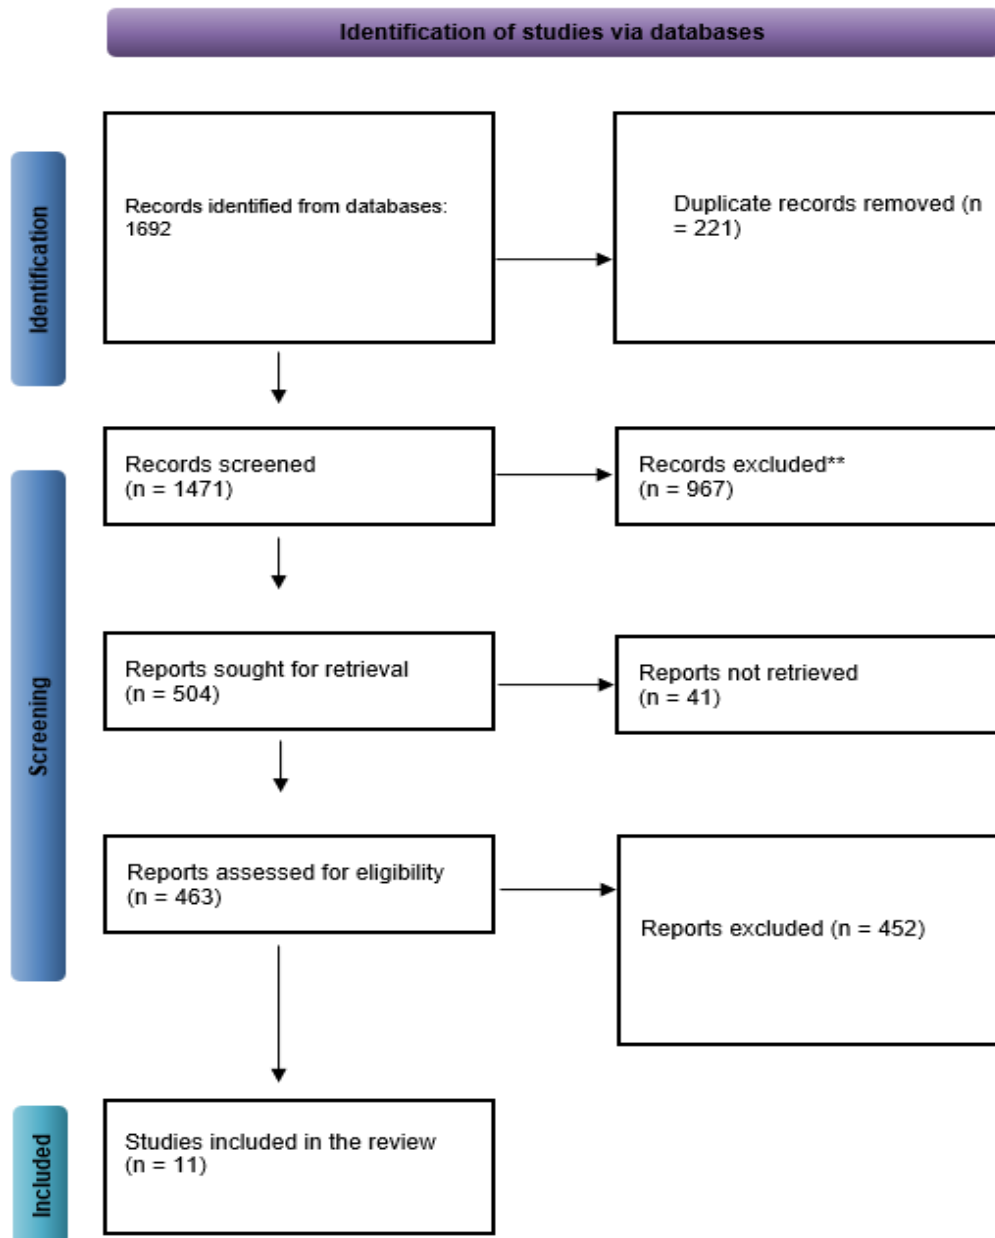 Identification of studies via databases
Identification
Records identified from databases:
1692
Duplicate records removed (n
= 221)
Screening
Records screened
(n = 1471)
Records excluded**
(n = 967)
Reports sought for retrieval
(n = 504)
Reports not retrieved
(n = 41)
Reports assessed for eligibility
(n = 463)
Reports excluded (n = 452)
Included
Studies included in the review
(n = 11)